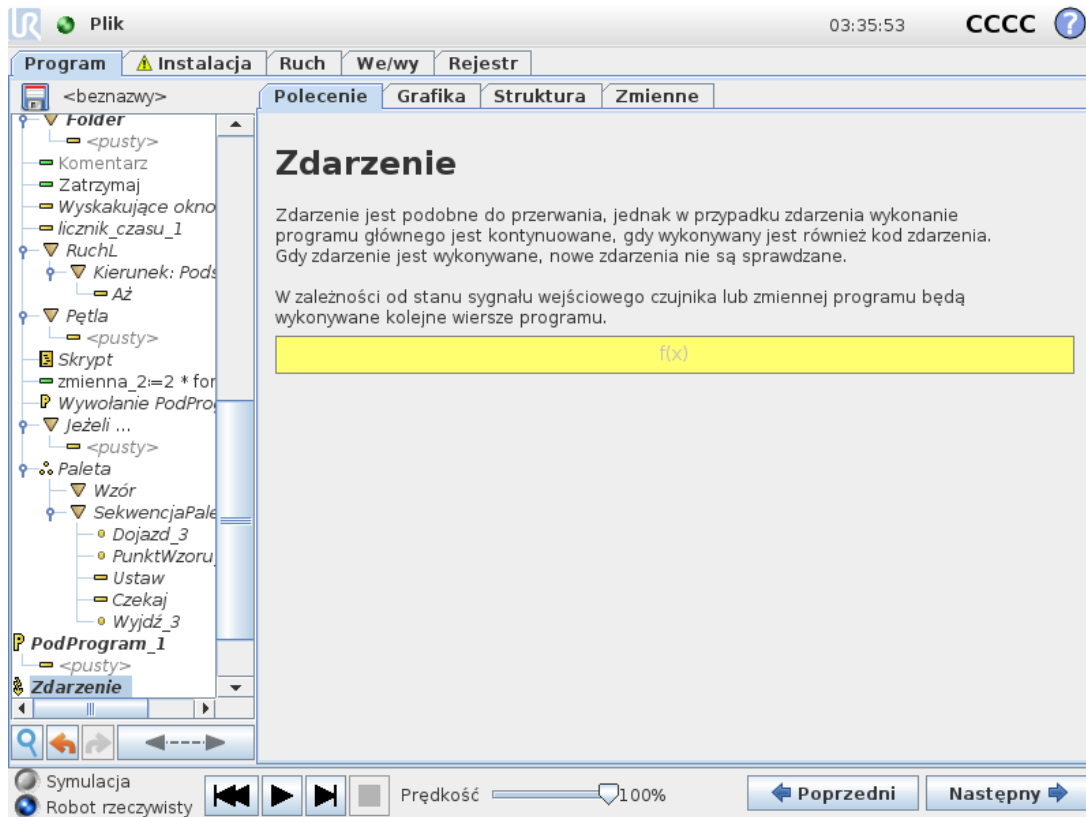 UR Plik 03:35:53 CCCC ?
Program Instalacja Ruch We/wy Rejestr
<beznazwy>
Polecenie Grafika Struktura Zmienne
Folder
<pusty>
Komentarz
Zatrzymaj
Wyskakujące okno
licznik_czasu_1
RuchL
Kierunek: Pods
Aż
Pętla
<pusty>
Skrypt
zmienna_2:=2 * for
Wywołanie PodPro
Jeżeli ...
<pusty>
Paleta
Wzór
SekwencjaPale
Dojazd_3
PunktWzoru
Ustaw
Czekaj
Wyjdź_3
PodProgram_1
<pusty>
Zdarzenie
Zdarzenie
Zdarzenie jest podobne do przerwania, jednak w przypadku zdarzenia wykonanie
programu głównego jest kontynuowane, gdy wykonywany jest również kod zdarzenia.
Gdy zdarzenie jest wykonywane, nowe zdarzenia nie są sprawdzane.
W zależności od stanu sygnału wejściowego czujnika lub zmiennej programu będą
wykonywane kolejne wiersze programu.
f(x)
Symulacja
Robot rzeczywisty
Prędkość 100%
Poprzedni
Następny